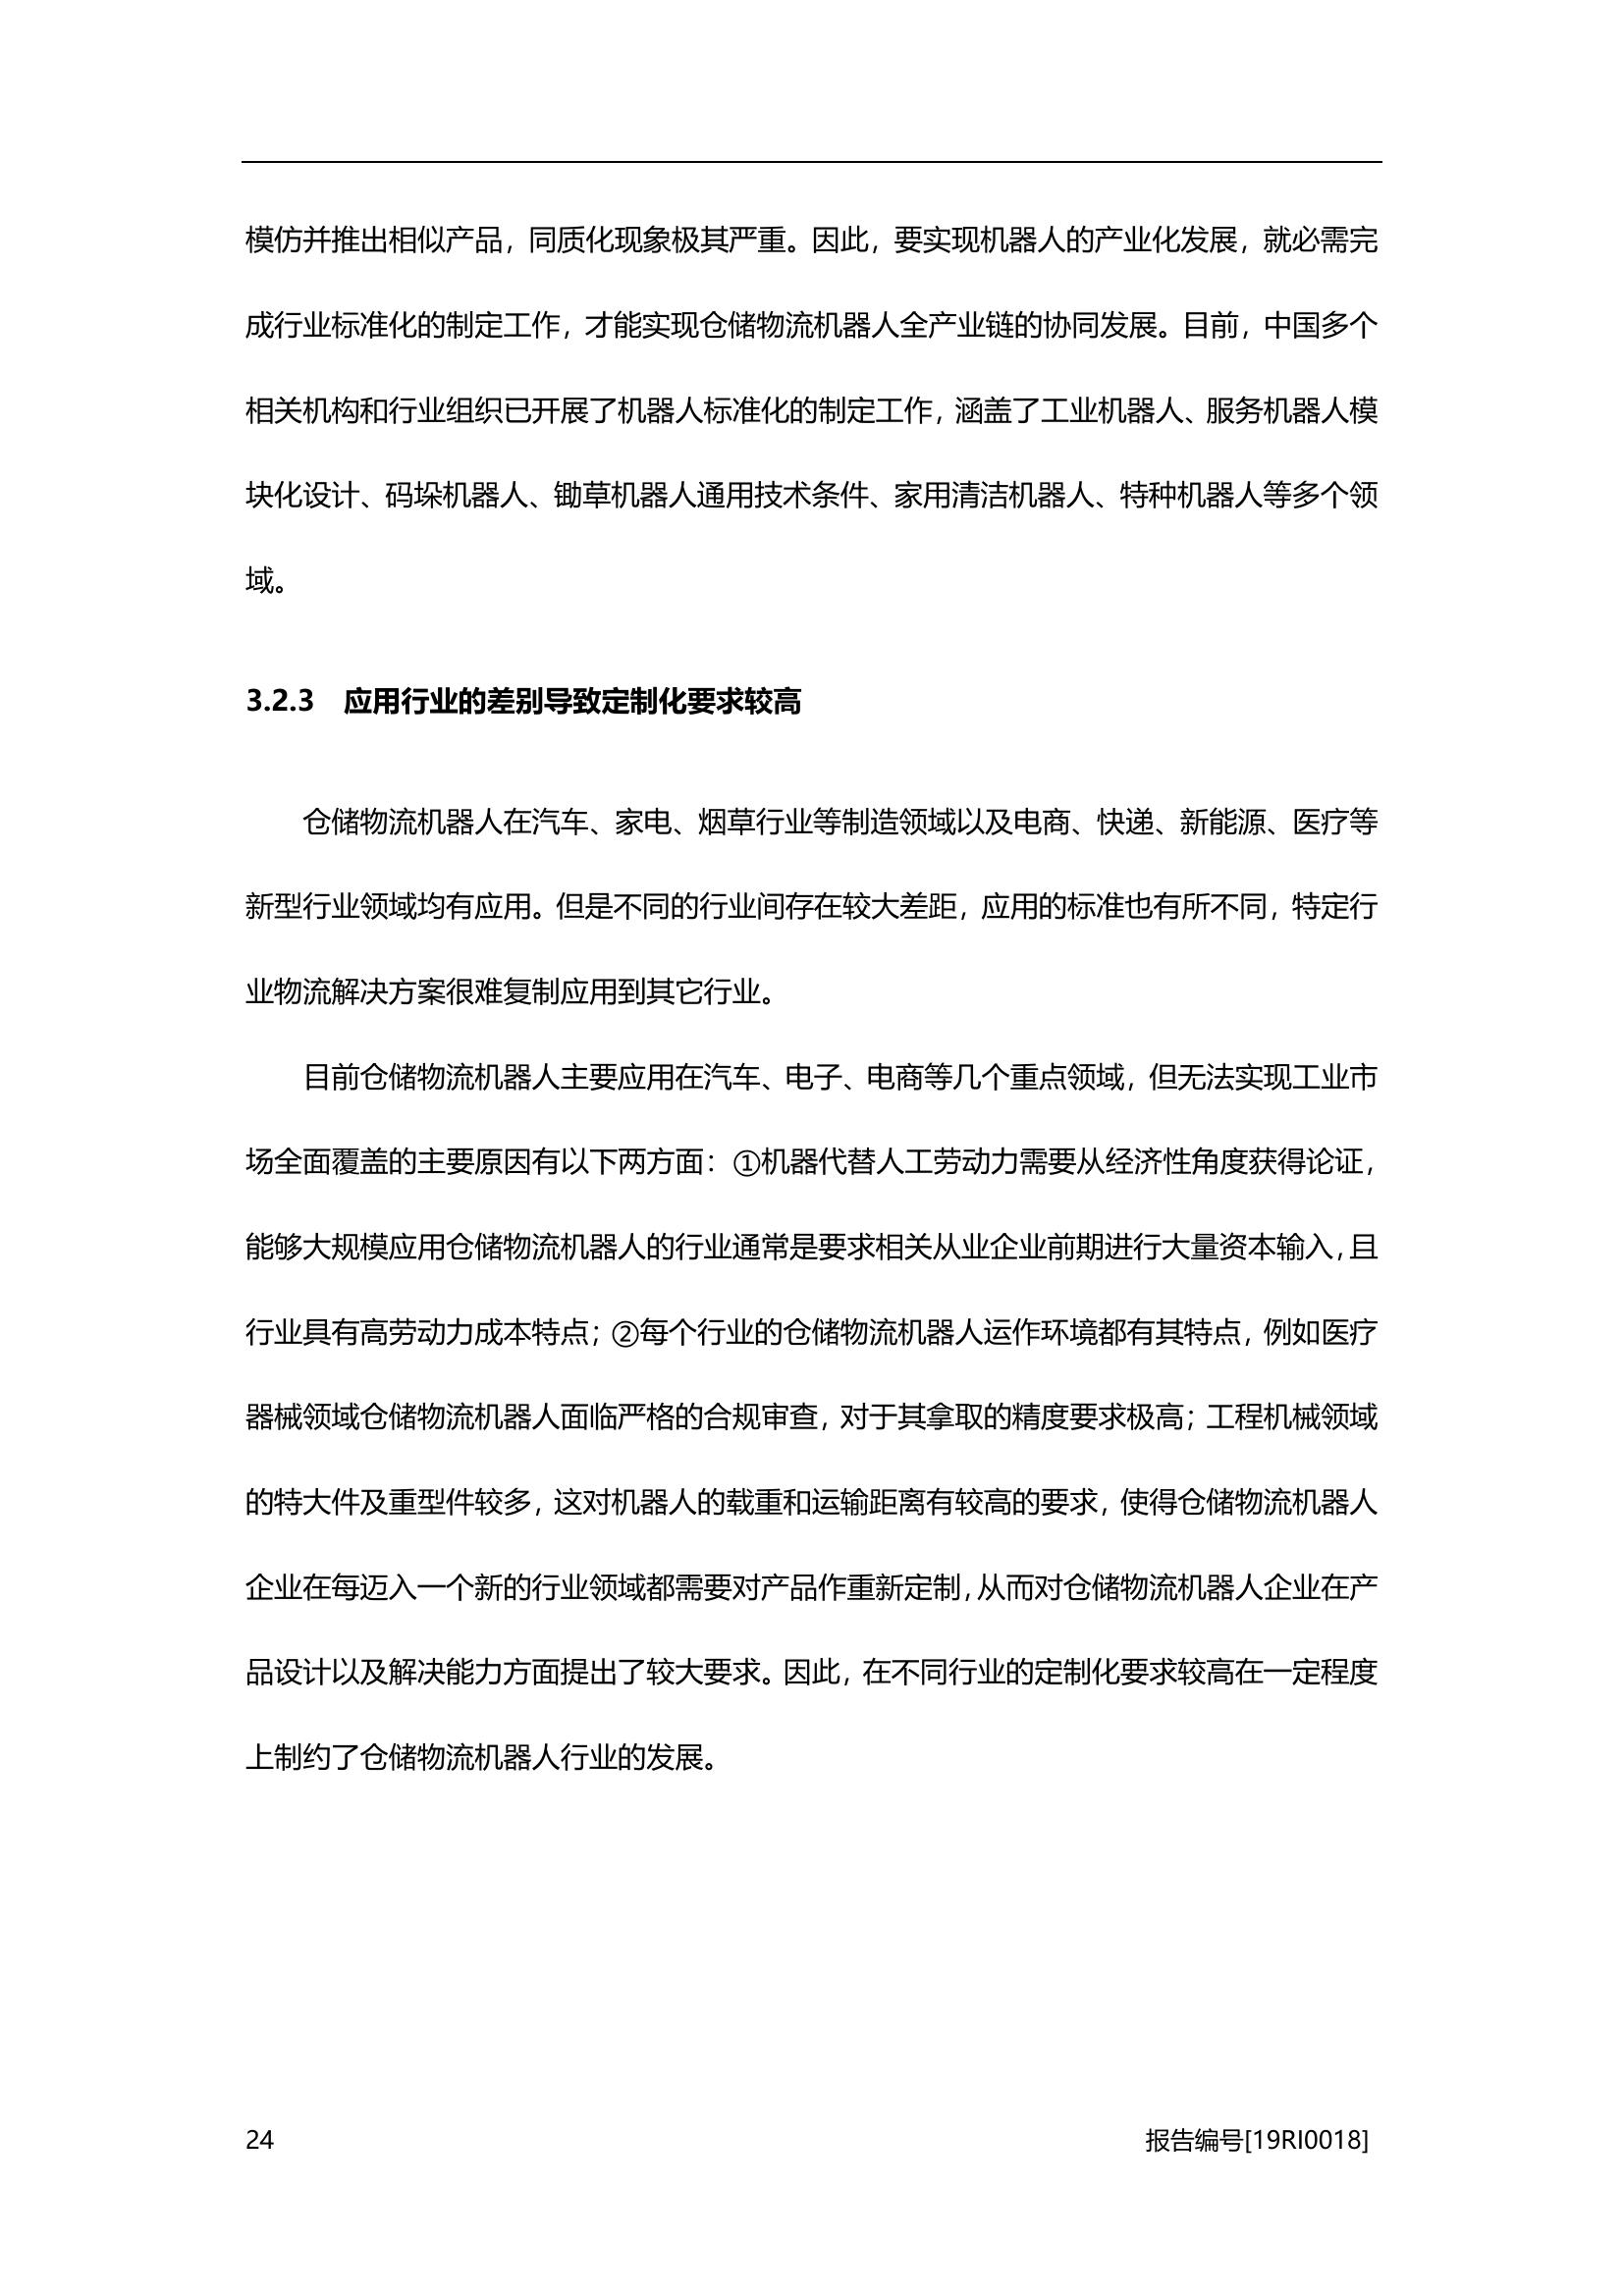 模仿并推出相似产品，同质化现象极其严重。因此，要实现机器人的产业化发展，就必需完
成行业标准化的制定工作，才能实现仓储物流机器人全产业链的协同发展。目前，中国多个
相关机构和行业组织已开展了机器人标准化的制定工作，涵盖了工业机器人、服务机器人模
块化设计、码垛机器人、锄草机器人通用技术条件、家用清洁机器人、特种机器人等多个领
域。
3.2.3 应用行业的差别导致定制化要求较高
仓储物流机器人在汽车、家电、烟草行业等制造领域以及电商、快递、新能源、医疗等
新型行业领域均有应用。但是不同的行业间存在较大差距，应用的标准也有所不同，特定行
业物流解决方案很难复制应用到其它行业。
目前仓储物流机器人主要应用在汽车、电子、电商等几个重点领域，但无法实现工业市
场全面覆盖的主要原因有以下两方面：①机器代替人工劳动力需要从经济性角度获得论证，
能够大规模应用仓储物流机器人的行业通常是要求相关从业企业前期进行大量资本输入，且
行业具有高劳动力成本特点；②每个行业的仓储物流机器人运作环境都有其特点，例如医疗
器械领域仓储物流机器人面临严格的合规审查，对于其拿取的精度要求极高；工程机械领域
的特大件及重型件较多，这对机器人的载重和运输距离有较高的要求，使得仓储物流机器人
企业在每迈入一个新的行业领域都需要对产品作重新定制，从而对仓储物流机器人企业在产
品设计以及解决能力方面提出了较大要求。因此，在不同行业的定制化要求较高在一定程度
上制约了仓储物流机器人行业的发展。
24 报告编号[19RI0018]